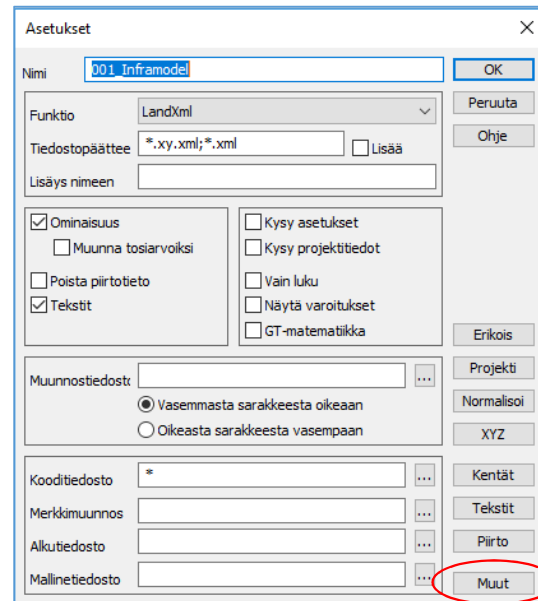 Asetukset
Nimi 001_Inframodel OK
Funktio LandXml Peruuta
Tiedostopäättee *.xy.xml;*.xml Lisää Ohje
Lisäys nimeen
Ominaisuus Kysy asetukset
Muunna tosiarvoiksi Kysy projektitiedot
Poista piirtotieto Vain luku
Tekstit Näytä varoitukset
GT-matematiikka Erikois
Muunnostiedosto ... Projekti
Vasemmasta sarakkeesta oikeaan Normalisoi
Oikeasta sarakkeesta vasempaan XYZ
Kooditiedosto * ... Kentät
Merkkimuunnos ... Tekstit
Alkutiedosto ... Piirto
Mallinetiedosto ... Muut